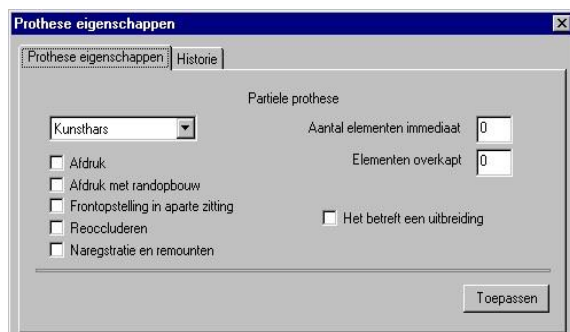 Prothese eigenschappen
Prothese eigenschappen Historie
Partiele prothese
Kunsthars
Aantal elementen immediaat 0
Elementen overkapt 0
Afdruk
Afdruk met randopbouw
Frontopstelling in aparte zitting
Reoccluderen
Naregstratie en remounten
Het betreft een uitbreiding
Toepassen